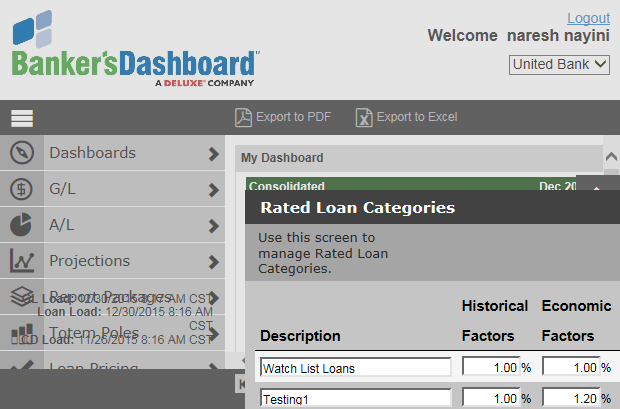 Logout
Welcome naresh nayini
Banker'sDashboard™
A DELUXE® COMPANY
United Bank
Export to PDF
Export to Excel
Dashboards
G/L
A/L
Projections
Report Packages
GL Load: 12/30/2015 8:17 AM CST
Loan Load: 12/30/2015 8:16 AM
CST
Totem Poles
CD Load: 11/26/2015 8:16 AM CST
Loan Pricing
My Dashboard
Consolidated Dec 20
Rated Loan Categories
Use this screen to
manage Rated Loan
Categories.
Historical Economic
Description Factors Factors
Watch List Loans 1.00 % 1.00 %
Testing1 1.00 % 1.20 %